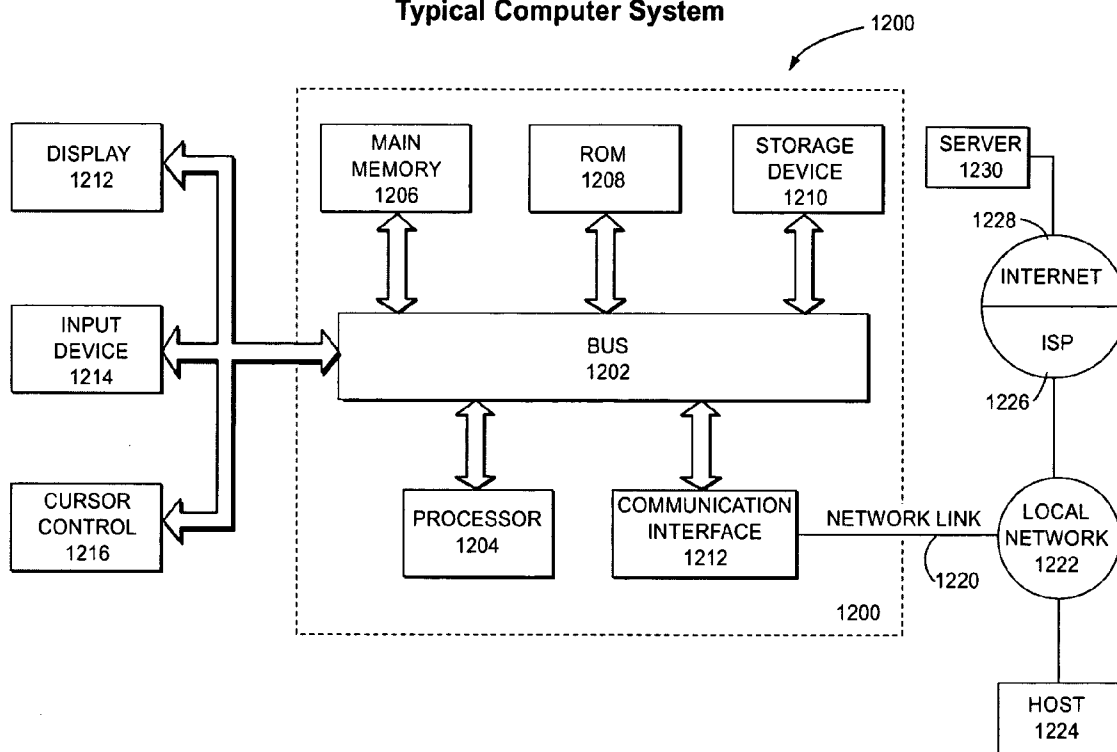 Typical Computer System
1200
DISPLAY
1212
MAIN
MEMORY
1206
ROM
1208
STORAGE
DEVICE
1210
SERVER
1230
1228
INTERNET
ISP
1226
INPUT
DEVICE
1214
BUS
1202
CURSOR
CONTROL
1216
PROCESSOR
1204
COMMUNICATION
INTERFACE
1212
NETWORK LINK
1220
LOCAL
NETWORK
1222
1200
HOST
1224